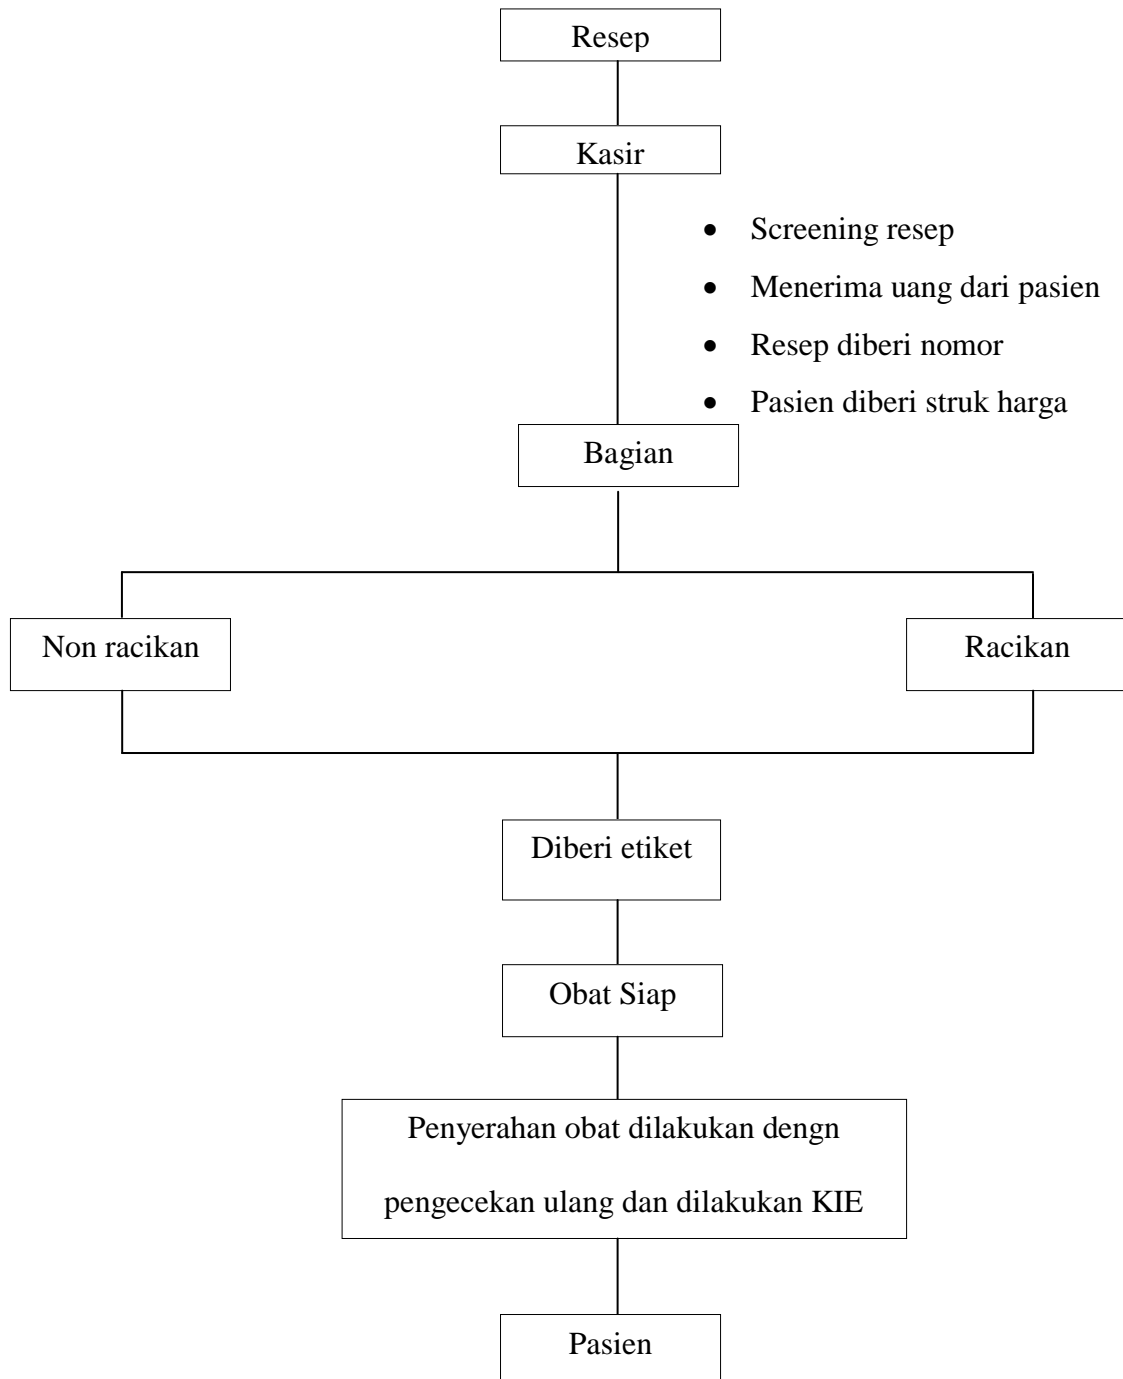 Resep
Kasir
• Screening resep
• Menerima uang dari pasien
• Resep diberi nomor
• Pasien diberi struk harga
Bagian
Non racikan
Racikan
Diberi etiket
Obat Siap
Penyerahan obat dilakukan dengn
pengecekan ulang dan dilakukan KIE
Pasien